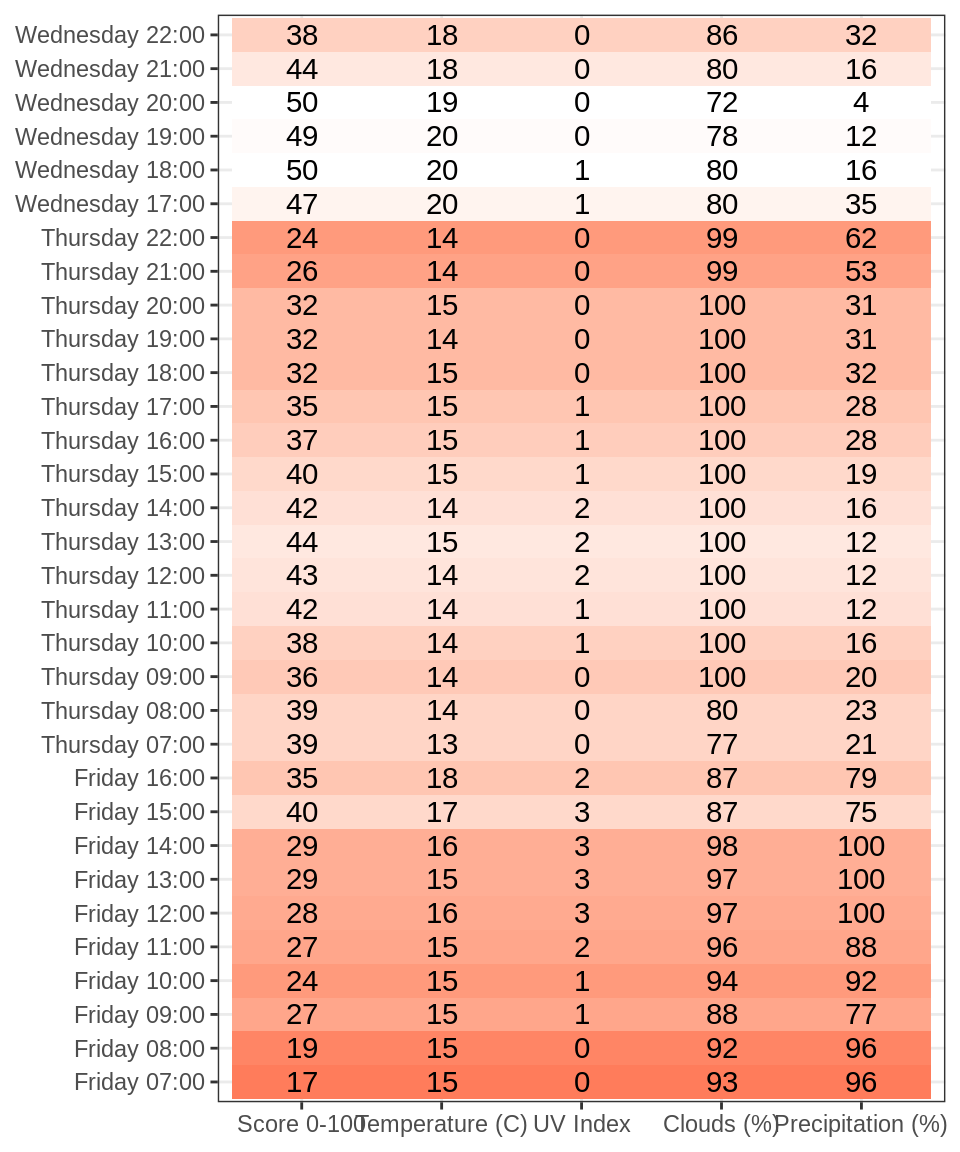 Wednesday 22:00 38 18 0 86 32
Wednesday 21:00 44 18 0 80 16
Wednesday 20:00 50 19 0 72 4
Wednesday 19:00 49 20 0 78 12
Wednesday 18:00 50 20 1 80 16
Wednesday 17:00 47 20 1 80 35
Thursday 22:00 24 14 0 99 62
Thursday 21:00 26 14 0 99 53
Thursday 20:00 32 15 0 100 31
Thursday 19:00 32 14 0 100 31
Thursday 18:00 32 15 0 100 32
Thursday 17:00 35 15 1 100 28
Thursday 16:00 37 15 1 100 28
Thursday 15:00 40 15 1 100 19
Thursday 14:00 42 14 2 100 16
Thursday 13:00 44 15 2 100 12
Thursday 12:00 43 14 2 100 12
Thursday 11:00 42 14 1 100 12
Thursday 10:00 38 14 1 100 16
Thursday 09:00 36 14 0 100 20
Thursday 08:00 39 14 0 80 23
Thursday 07:00 39 13 0 77 21
Friday 16:00 35 18 2 87 79
Friday 15:00 40 17 3 87 75
Friday 14:00 29 16 3 98 100
Friday 13:00 29 15 3 97 100
Friday 12:00 28 16 3 97 100
Friday 11:00 27 15 2 96 88
Friday 10:00 24 15 1 94 92
Friday 09:00 27 15 1 88 77
Friday 08:00 19 15 0 92 96
Friday 07:00 17 15 0 93 96
Score 0-100 Temperature (C) UV Index Clouds (%) Precipitation (%)